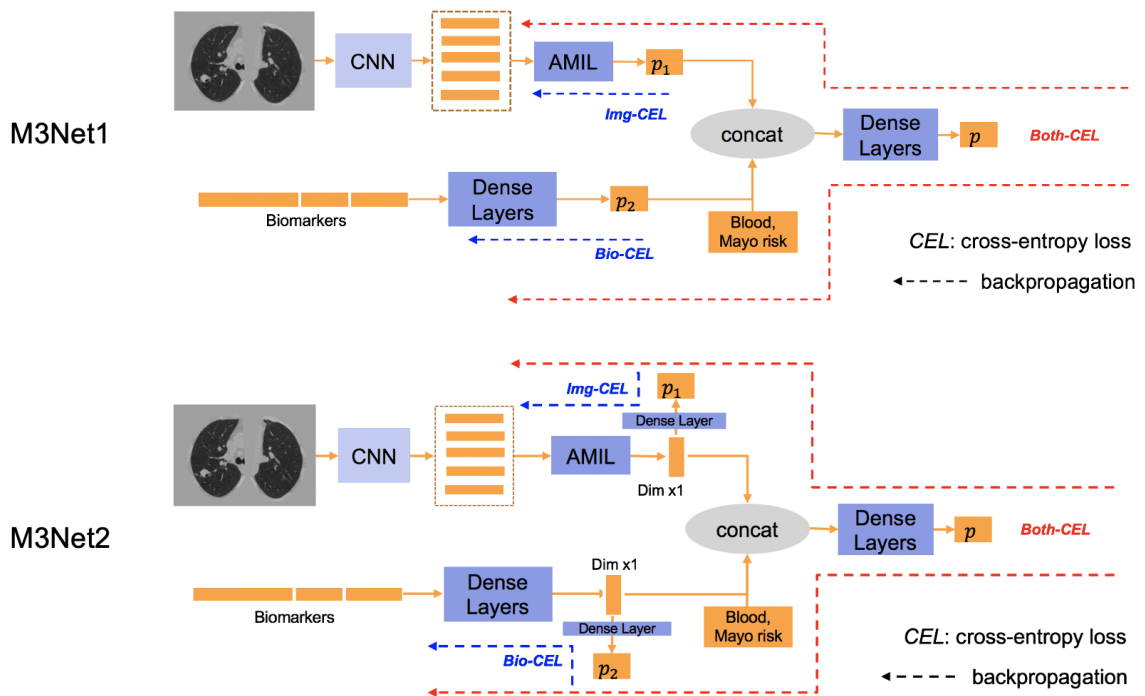 M3Net1
CNN
AMIL
p₁
Img-CEL
concat
Dense
Layers
p
Both-CEL
Biomarkers
Dense
Layers
p₂
Blood,
Mayo risk
Bio-CEL
CEL: cross-entropy loss
backpropagation
M3Net2
CNN
AMIL
Img-CEL
p₁
Dense Layer
Dim x1
concat
Dense
Layers
p
Both-CEL
Biomarkers
Dense
Layers
Dim x1
Dense Layer
Blood,
Mayo risk
Bio-CEL
p₂
CEL: cross-entropy loss
backpropagation